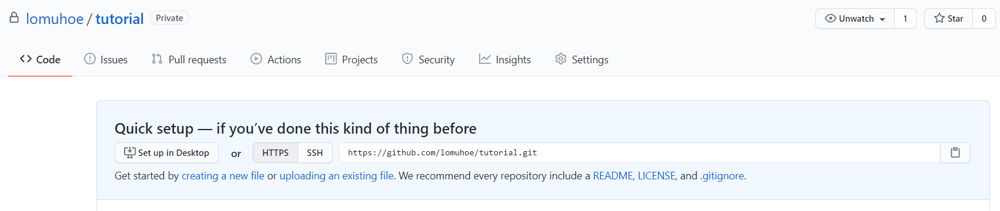 lomuhoe / tutorial Private Unwatch 1 Star 0
Code Issues Pull requests Actions Projects Security Insights Settings
Quick setup — if you’ve done this kind of thing before
Set up in Desktop or HTTPS SSH https://github.com/lomuhoe/tutorial.git
Get started by creating a new file or uploading an existing file. We recommend every repository include a README, LICENSE, and .gitignore.